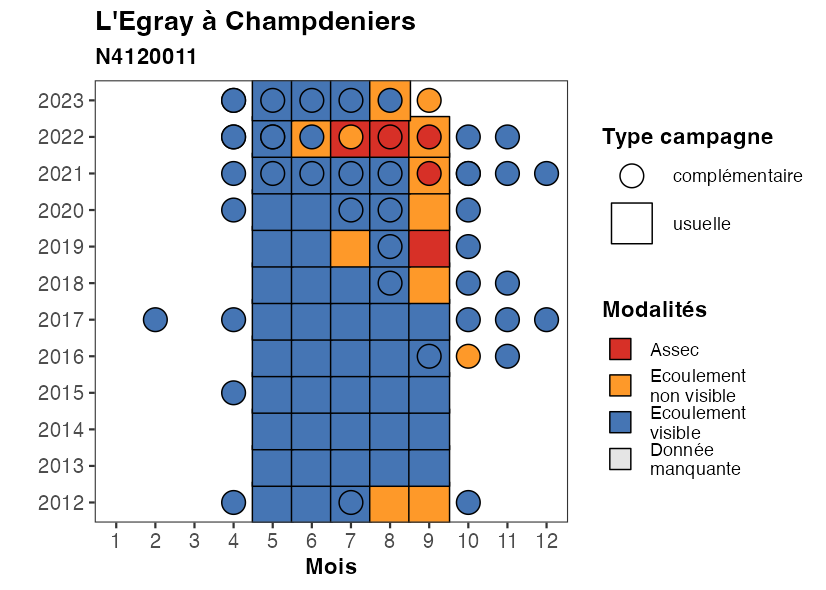 L'Egray à Champdeniers
N4120011
2023
2022
2021
2020
2019
2018
2017
2016
2015
2014
2013
2012
1 2 3 4 5 6 7 8 9 10 11 12
Mois
Type campagne
complémentaire
usuelle
Modalités
Assec
Ecoulement
non visible
Ecoulement
visible
Donnée
manquante